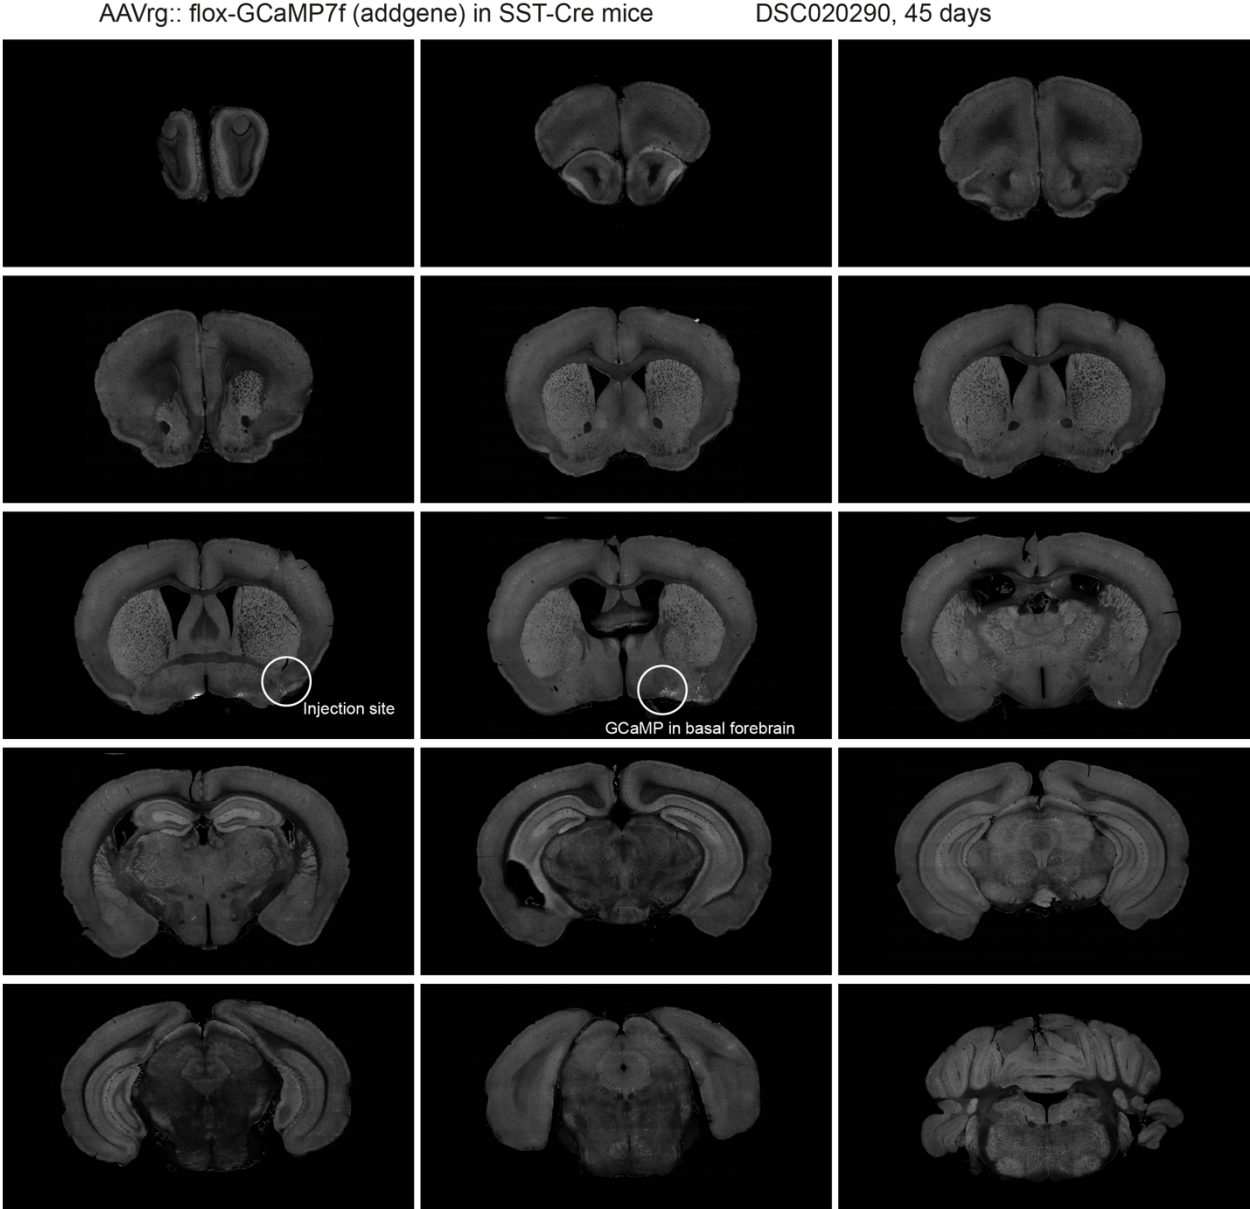 AAVrg:: flox-GCaMP7f (addgene) in SST-Cre mice DSC020290, 45 days
Injection site
GCaMP in basal forebrain